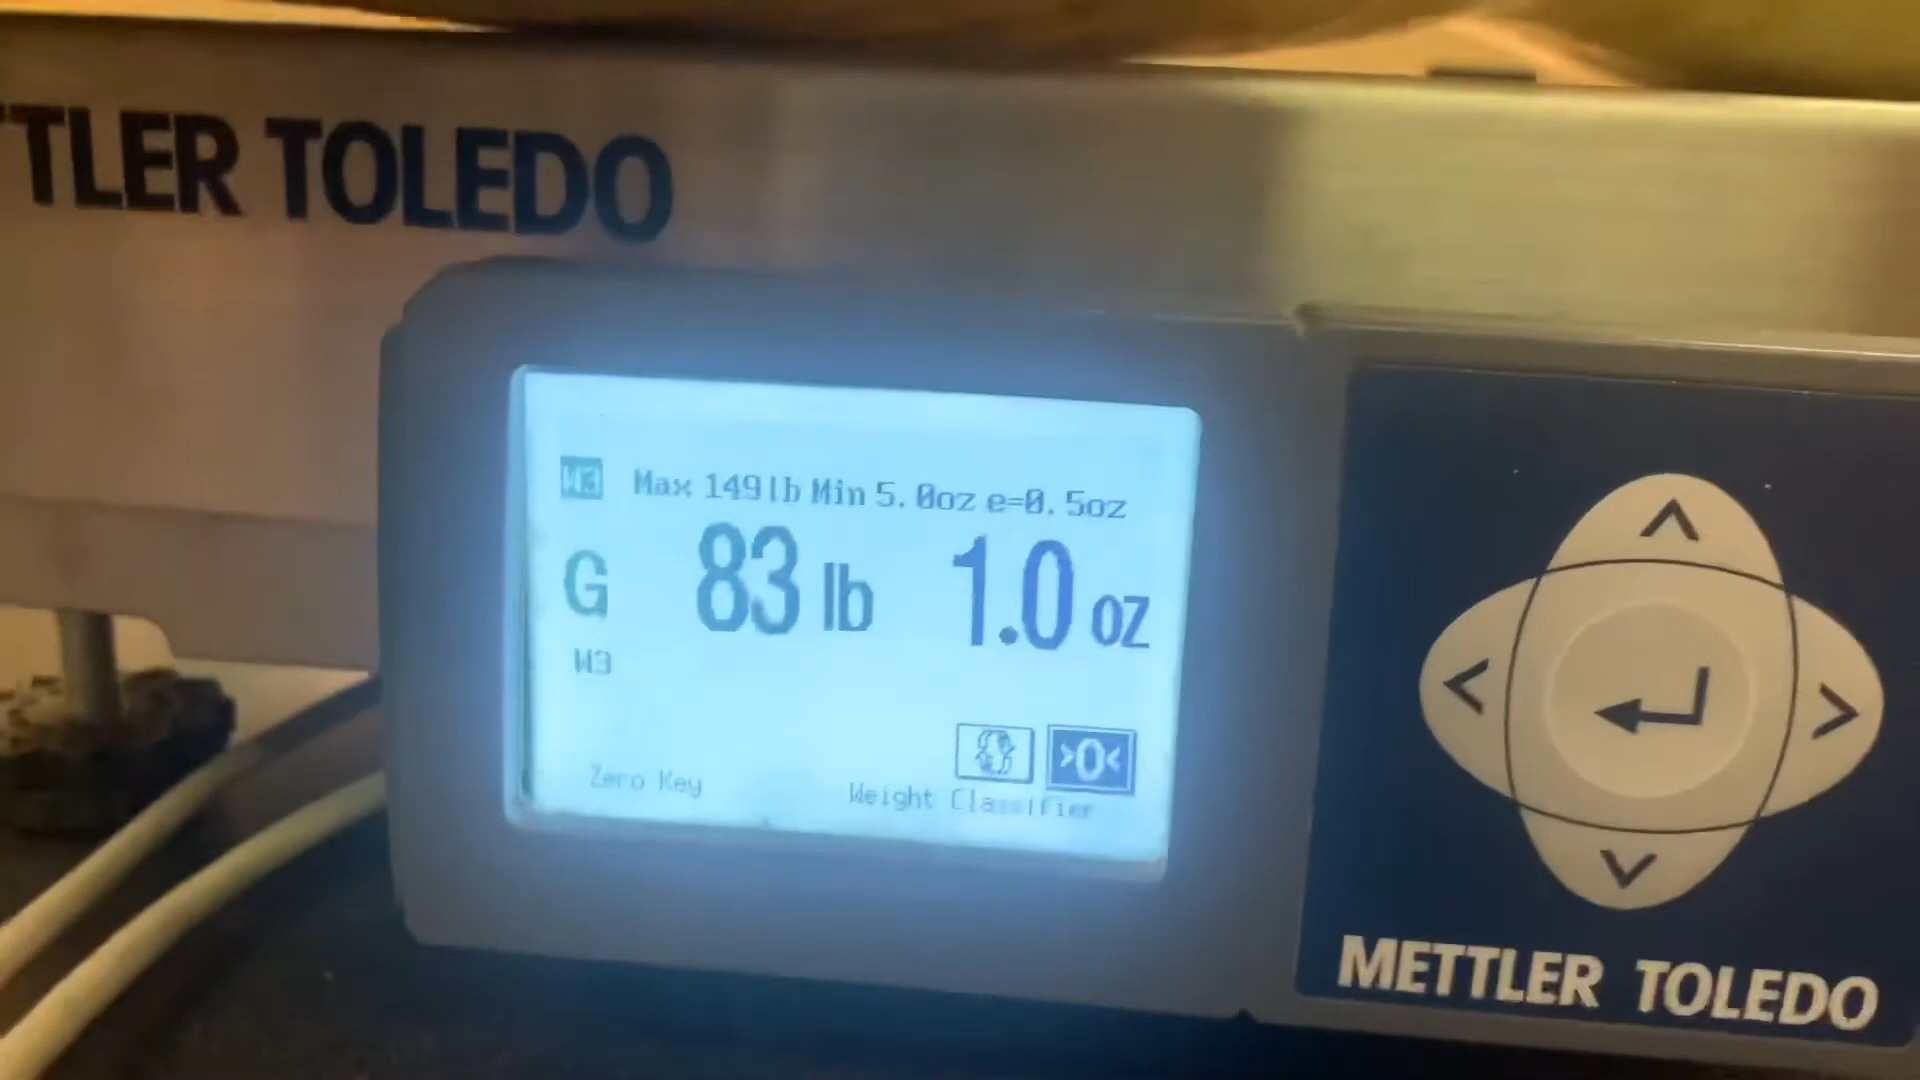 TTLER TOLEDO
W3 Max 149lb Min 5.0oz e=0.5oz
G 83 lb 1.0 oz
W3
>0<
Zero Key Weight Classifier
METTLER TOLEDO